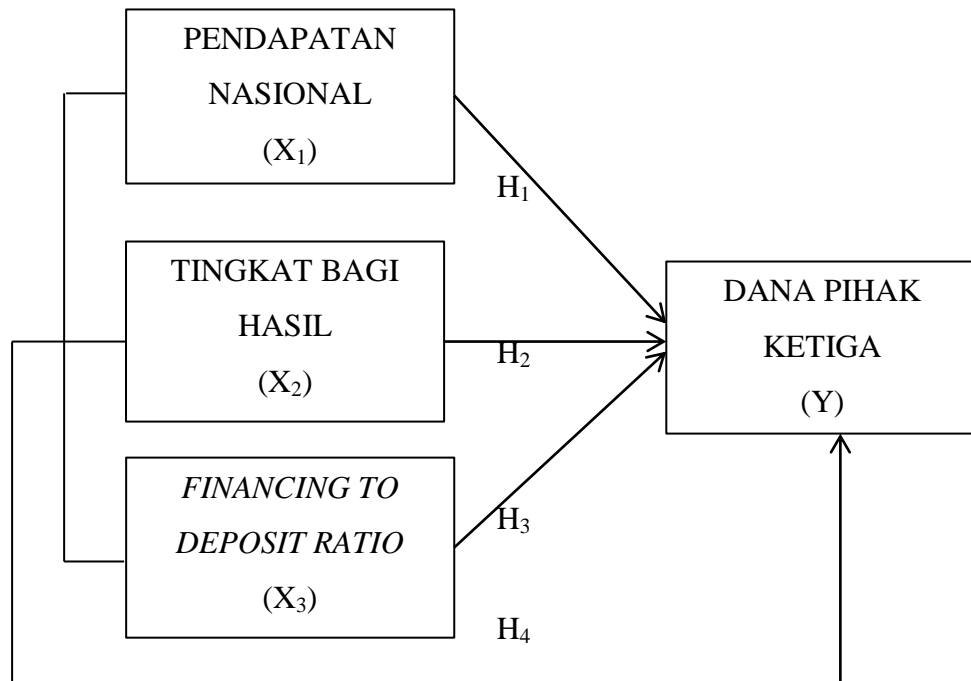 PENDAPATAN
NASIONAL
(X₁)
H₁
TINGKAT BAGI
HASIL
(X₂)
H₂
DANA PIHAK
KETIGA
(Y)
FINANCING TO
DEPOSIT RATIO
(X₃)
H₃
H₄